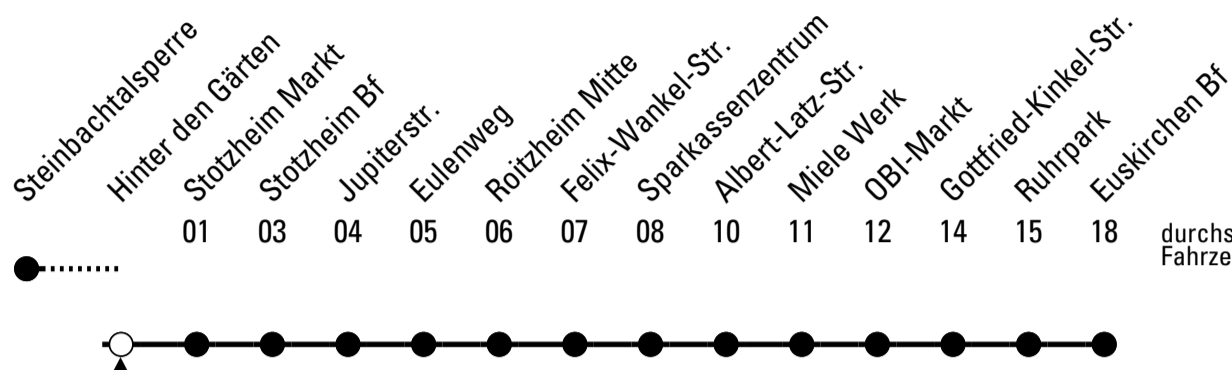 Steinbachtalsperre
Hinter den Gärten
Stotzheim Markt
Stotzheim Bf
Jupiterstr.
Eulenweg
Roitzheim Mitte
Felix-Wankel-Str.
Sparkassenzentrum
Albert-Latz-Str.
Miele Werk
OBI-Markt
Gottfried-Kinkel-Str.
Ruhrpark
Euskirchen Bf
01 03 04 05 06 07 08 10 11 12 14 15 18 durchs
Fahrze